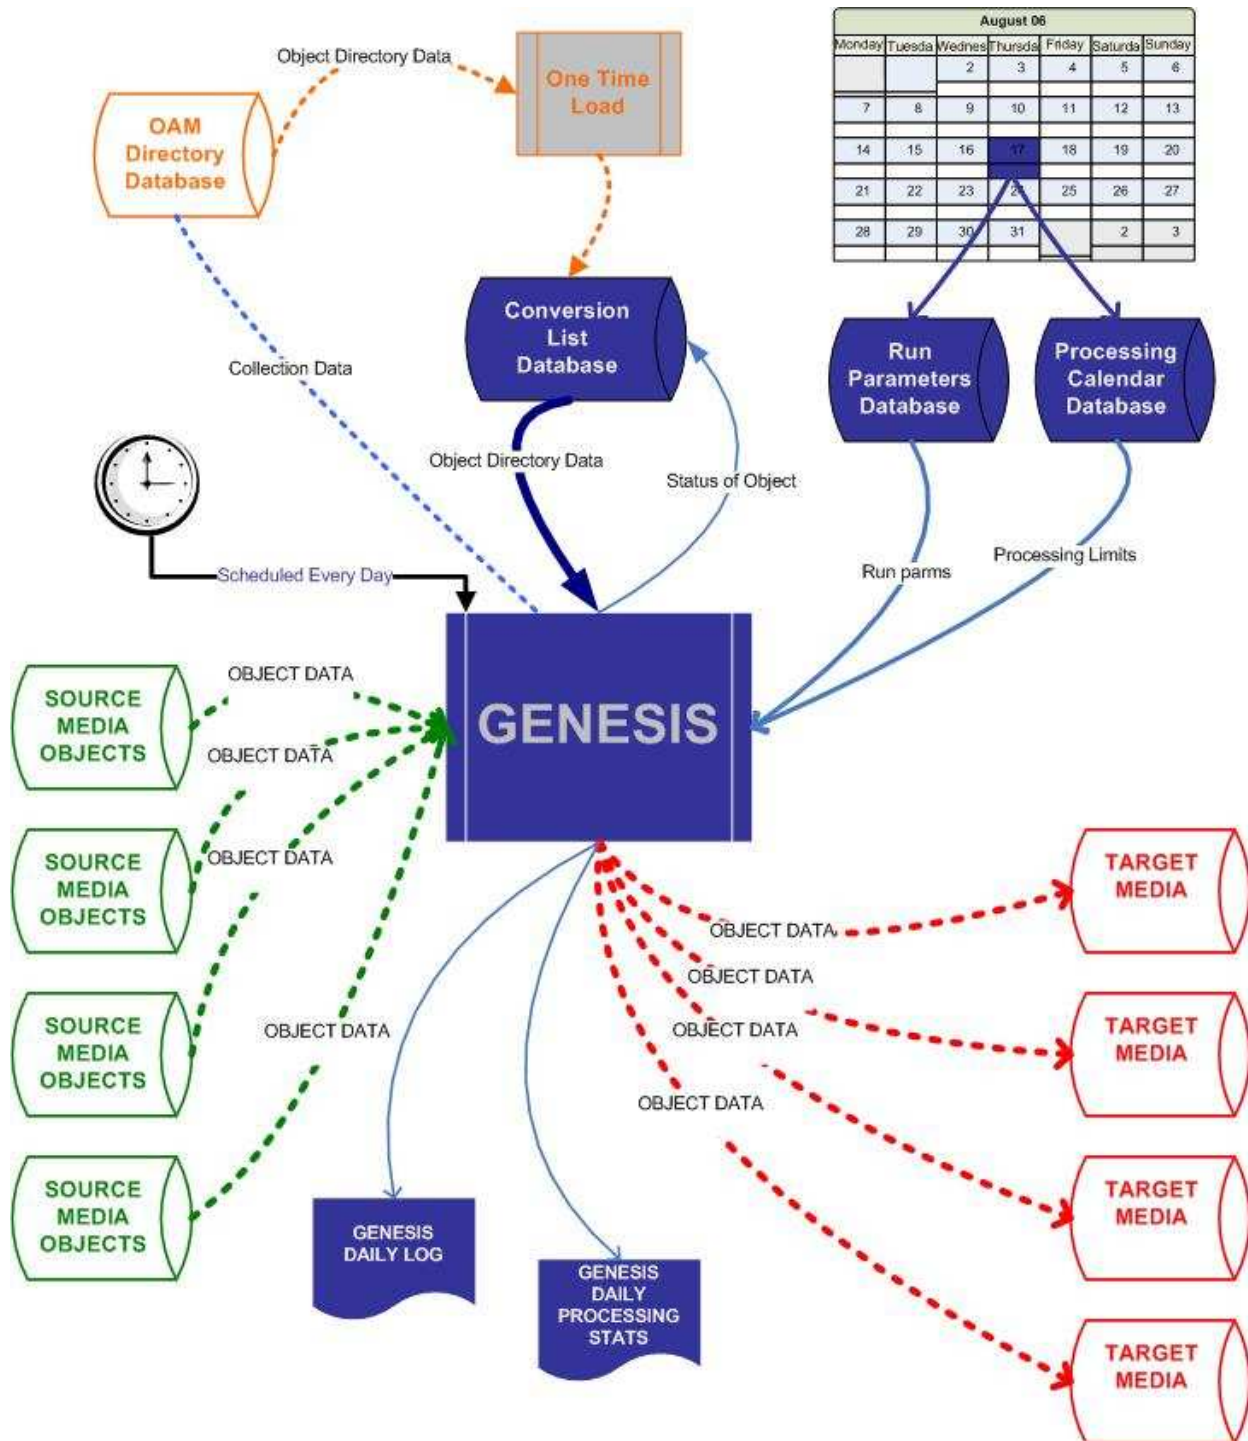 August 06
Monday Tuesda Wednes Thursda Friday Saturda Sunday
2 3 4 5 6
7 8 9 10 11 12 13
14 15 16 17 18 19 20
21 22 23 24 25 26 27
28 29 30 31 2 3
Object Directory Data
One Time
Load
OAM
Directory
Database
Conversion
List
Database
Run
Parameters
Database
Processing
Calendar
Database
Collection Data
Object Directory Data
Status of Object
Run parms
Processing Limits
Scheduled Every Day
GENESIS
SOURCE
MEDIA
OBJECTS
OBJECT DATA
SOURCE
MEDIA
OBJECTS
OBJECT DATA
SOURCE
MEDIA
OBJECTS
OBJECT DATA
SOURCE
MEDIA
OBJECTS
OBJECT DATA
OBJECT DATA
TARGET
MEDIA
OBJECT DATA
TARGET
MEDIA
OBJECT DATA
TARGET
MEDIA
OBJECT DATA
TARGET
MEDIA
GENESIS
DAILY LOG
GENESIS
DAILY
PROCESSING
STATS